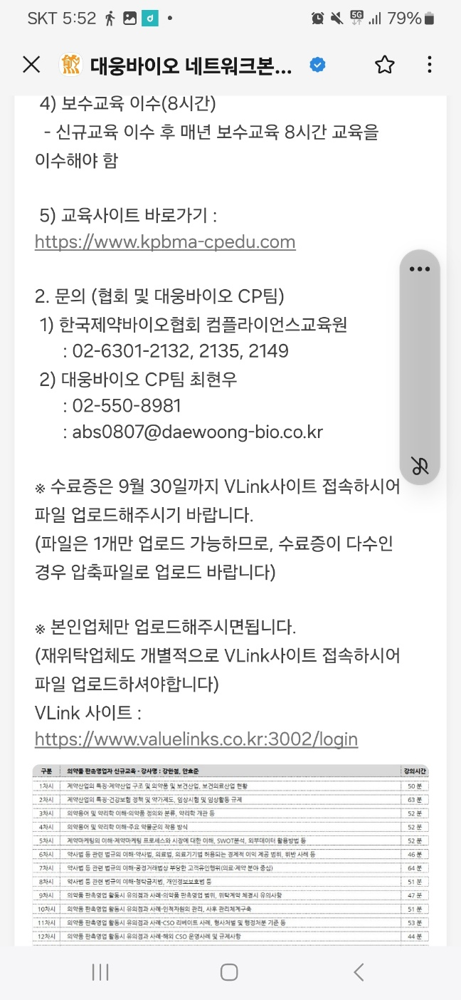 SKT 5:52
5G
79%
대웅바이오 네트워크본...
4) 보수교육 이수(8시간)
- 신규교육 이수 후 매년 보수교육 8시간 교육을
이수해야 함
5) 교육사이트 바로가기 :
https://www.kpbma-cpedu.com
2. 문의 (협회 및 대웅바이오 CP팀)
1) 한국제약바이오협회 컴플라이언스교육원
: 02-6301-2132, 2135, 2149
2) 대웅바이오 CP팀 최현우
: 02-550-8981
: abs0807@daewoong-bio.co.kr
※ 수료증은 9월 30일까지 VLink사이트 접속하시어
파일 업로드해주시기 바랍니다.
(파일은 1개만 업로드 가능하므로, 수료증이 다수인
경우 압축파일로 업로드 바랍니다)
※ 본인업체만 업로드해주시면됩니다.
(재위탁업체도 개별적으로 VLink사이트 접속하시어
파일 업로드하셔야합니다)
VLink 사이트 :
https://www.valuelinks.co.kr:3002/login
구분 의약품 판촉영업자 신규교육 - 강사명 : 강한철, 안효준 강의시간
1차시 제약산업의 특징-제약산업 구조 및 의약품 및 보건산업, 보건의료산업 현황 50 분
2차시 제약산업의 특징-건강보험 정책 및 약가제도, 임상시험 및 임상활동 규제 63 분
3차시 의약용어 및 약리학 이해-의약품 정의와 분류, 약리학 개관 등 52 분
4차시 의약용어 및 약리학 이해-주요 약물군의 작용 방식 52 분
5차시 제약마케팅의 이해-제약마케팅 프로세스와 시장에 대한 이해, SWOT분석, 외부데이터 활용방법 등 52 분
6차시 약사법 등 관련 법규의 이해-약사법, 의료법, 의료기기법 허용되는 경제적 이익 제공 범위, 위반 사례 등 46 분
7차시 약사법 등 관련 법규의 이해-공정거래법상 부당한 고객유인행위(의료·제약 분야 중심) 64 분
8차시 약사법 등 관련 법규의 이해-청탁금지법, 개인정보보호법 등 51 분
9차시 의약품 판촉영업 활동시 유의점과 사례-의약품 판촉영업 범위, 위탁계약 체결시 유의사항 47 분
10차시 의약품 판촉영업 활동시 유의점과 사례-인적자원의 관리, 사후 관리체계구축 51 분
11차시 의약품 판촉영업 활동시 유의점과 사례-CSO 리베이트 사례, 형사처벌 및 행정처분 기준 등 53 분
12차시 의약품 판촉영업 활동시 유의점과 사례-해외 CSO 운영사례 및 규제사항 44 분